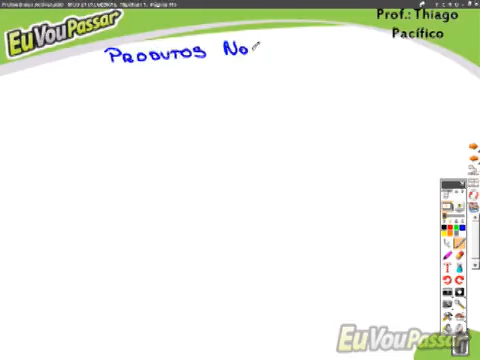 EuVouPassar
Prof.: Thiago
Pacífico
PRODUTOS NO
EuVouPassar